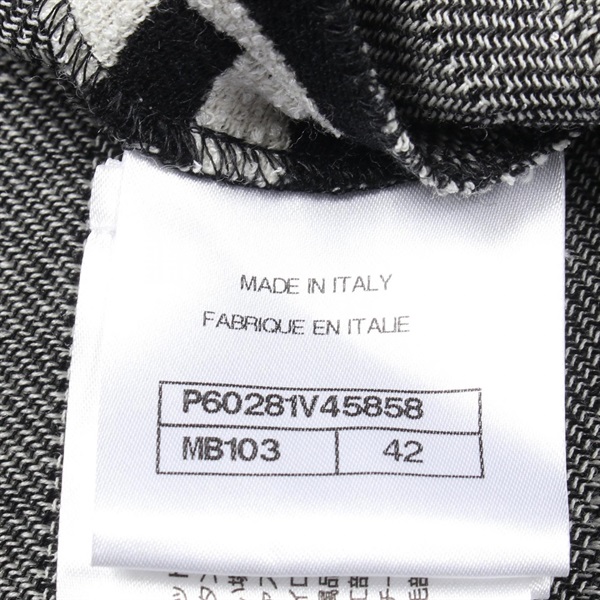 MADE IN ITALY
FABRIQUE EN ITALIE
P60281V45858
MB103 42